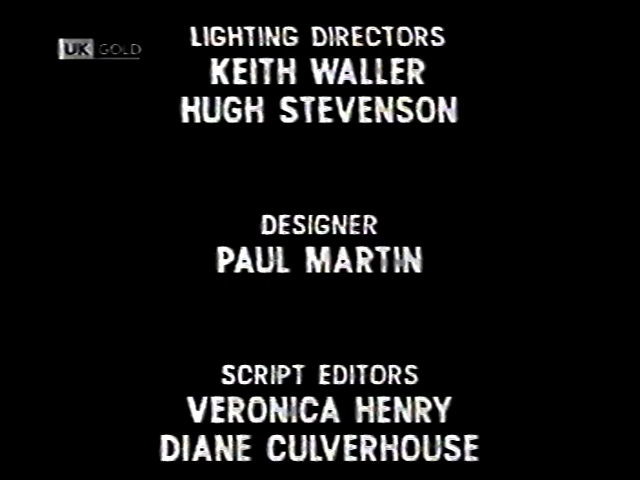 UK GOLD
LIGHTING DIRECTORS
KEITH WALLER
HUGH STEVENSON
DESIGNER
PAUL MARTIN
SCRIPT EDITORS
VERONICA HENRY
DIANE CULVERHOUSE